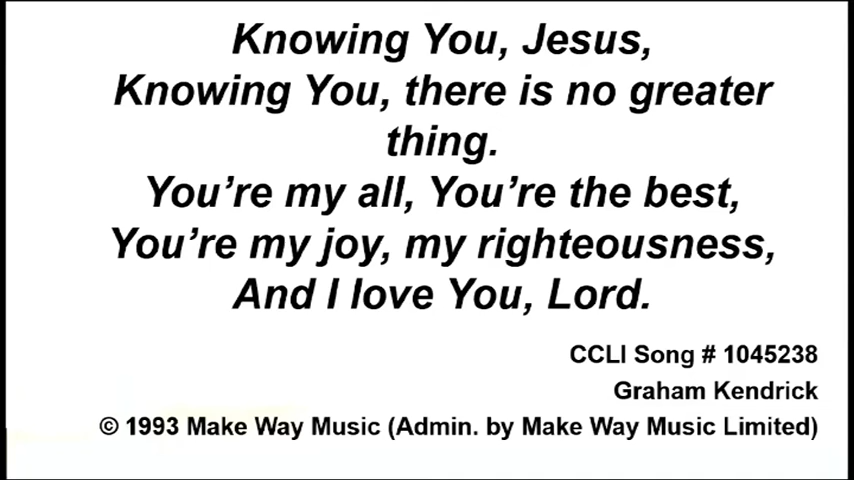 Knowing You, Jesus,
Knowing You, there is no greater
thing.
You’re my all, You’re the best,
You’re my joy, my righteousness,
And I love You, Lord.
CCLI Song # 1045238
Graham Kendrick
© 1993 Make Way Music (Admin. by Make Way Music Limited)